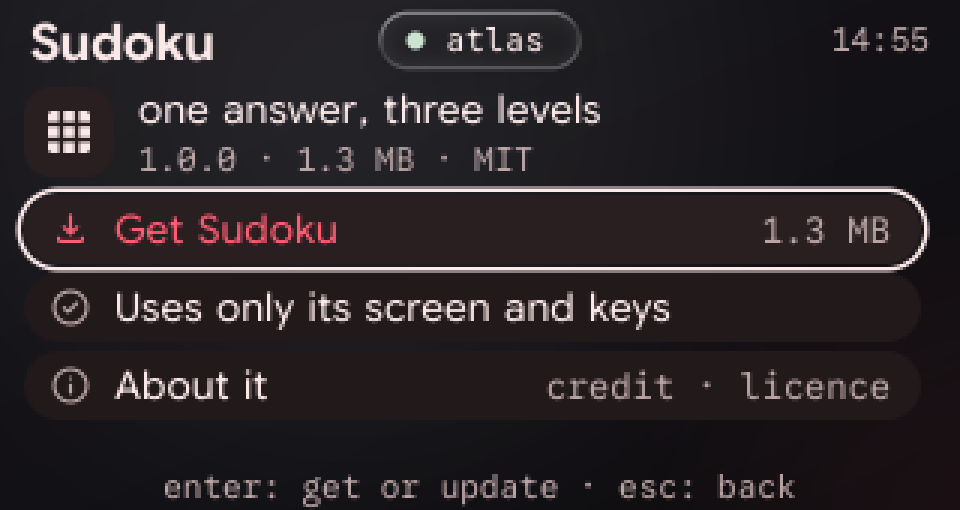 Sudoku
atlas
14:55
one answer, three levels
1.0.0 · 1.3 MB · MIT
Get Sudoku 1.3 MB
Uses only its screen and keys
About it credit · licence
enter: get or update · esc: back